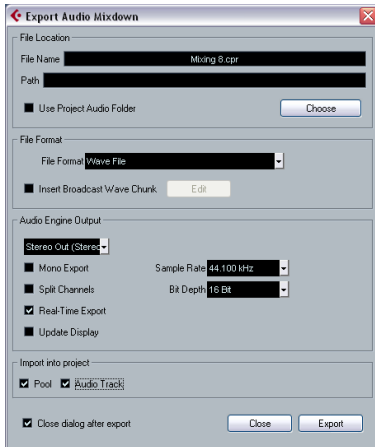 Export Audio Mixdown
File Location
File Name Mixing 8.cpr
Path
Use Project Audio Folder Choose
File Format
File Format Wave File
Insert Broadcast Wave Chunk Edit
Audio Engine Output
Stereo Out (Stereo
Mono Export Sample Rate 44.100 kHz
Split Channels Bit Depth 16 Bit
Real-Time Export
Update Display
Import into project
Pool Audio Track
Close dialog after export Close Export